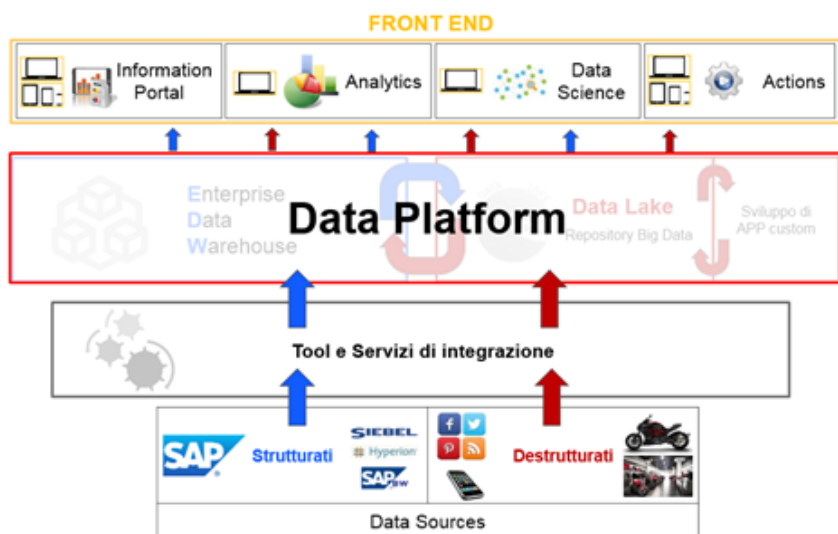 FRONT END
Information
Portal
Analytics
Data
Science
Actions
Enterprise
Data
Warehouse
Data Platform
Data Lake
Repository Big Data
Sviluppo di
APP custom
Tool e Servizi di integrazione
SAP
Strutturati
SIEBEL
Hyperion
SAP BW
Destrutturati
Data Sources